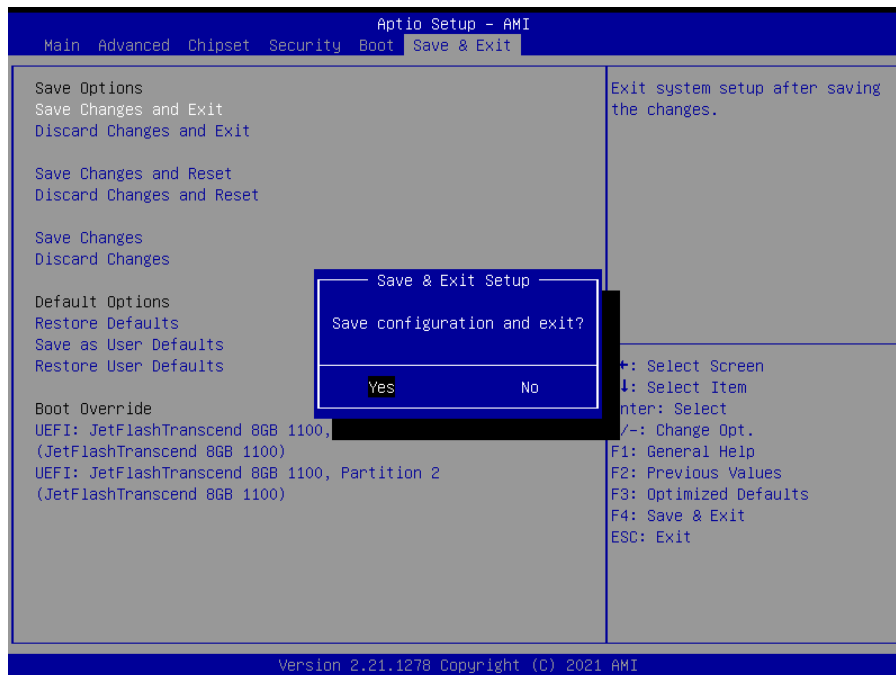 Aptio Setup – AMI
Main Advanced Chipset Security Boot Save & Exit
Save Options
Save Changes and Exit
Discard Changes and Exit
Save Changes and Reset
Discard Changes and Reset
Save Changes
Discard Changes
Default Options
Restore Defaults
Save as User Defaults
Restore User Defaults
Boot Override
UEFI: JetFlashTranscend 8GB 1100,
(JetFlashTranscend 8GB 1100)
UEFI: JetFlashTranscend 8GB 1100, Partition 2
(JetFlashTranscend 8GB 1100)
Save & Exit Setup
Save configuration and exit?
Yes No
Exit system setup after saving
the changes.
←: Select Screen
↓: Select Item
nter: Select
/-: Change Opt.
F1: General Help
F2: Previous Values
F3: Optimized Defaults
F4: Save & Exit
ESC: Exit
Version 2.21.1278 Copyright (C) 2021 AMI